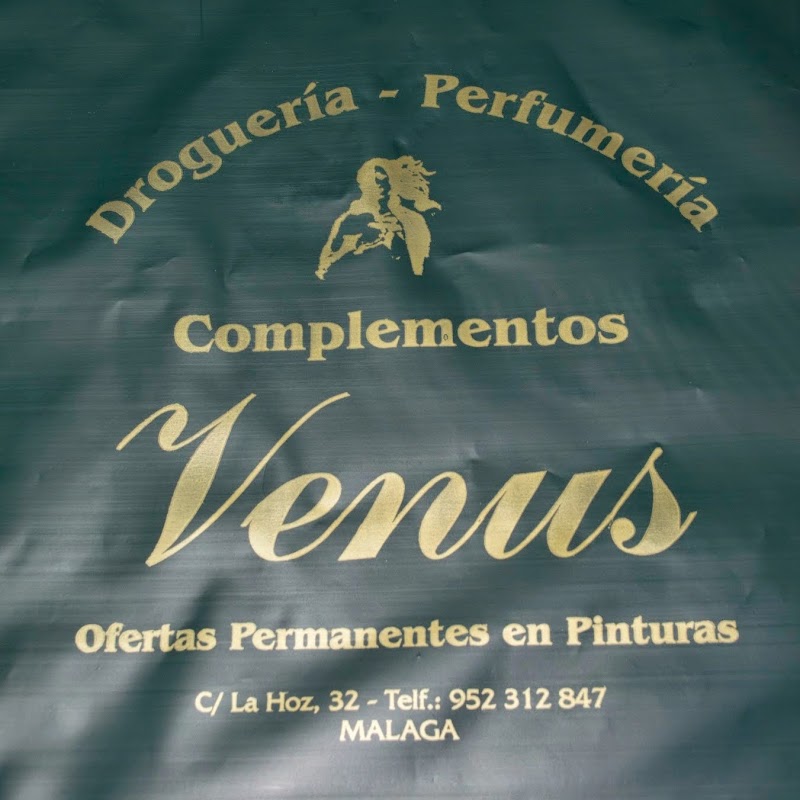 Droguería - Perfumería
Complementos
Venus
Ofertas Permanentes en Pinturas
C/ La Hoz, 32 - Telf.: 952 312 847
MALAGA